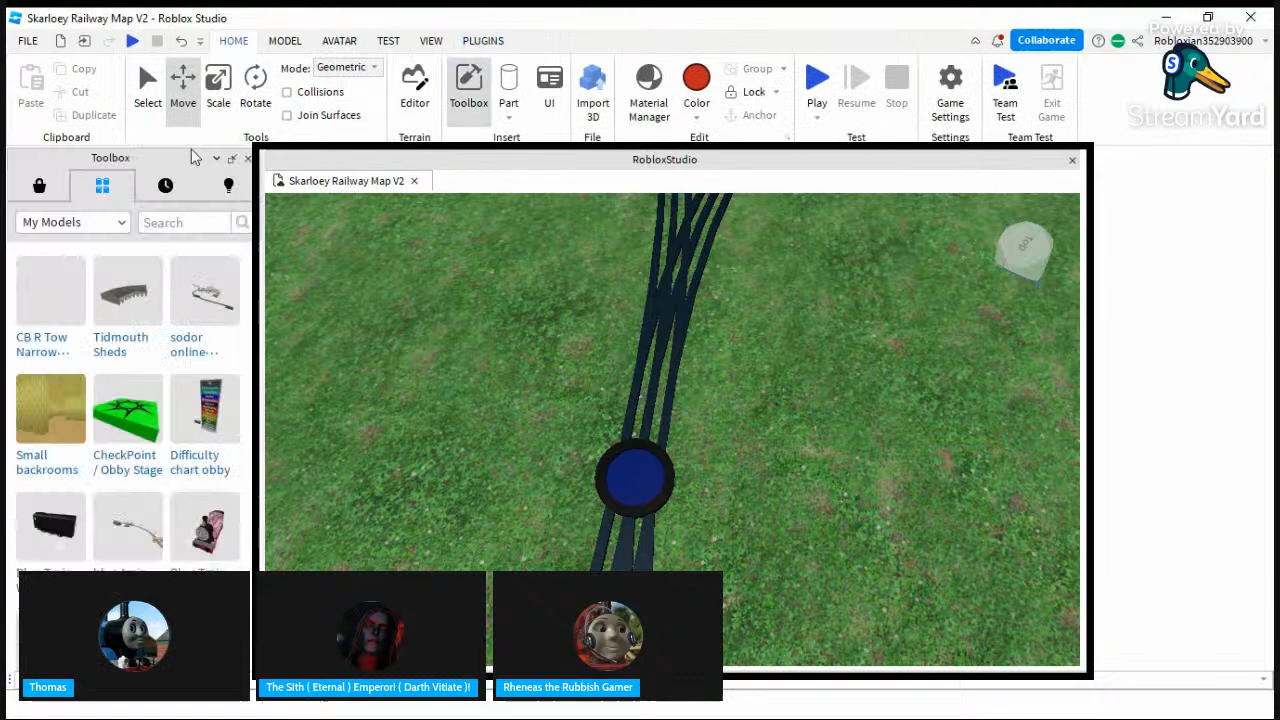 Skarloey Railway Map V2 - Roblox Studio
Powered by
StreamYard
FILE HOME MODEL AVATAR TEST VIEW PLUGINS Collaborate Robloxian352903900
Paste Copy Cut Duplicate
Clipboard
Select Move Scale Rotate
Mode: Geometric
Collisions
Join Surfaces
Tools
Editor
Terrain
Toolbox Part UI
Insert
Import 3D
File
Material Manager Color
Group
Lock
Anchor
Edit
Play Resume Stop
Test
Game Settings
Settings
Team Test Exit Game
Team Test
Toolbox
RobloxStudio
Skarloey Railway Map V2
My Models
Search
CB R Tow Narrow...
Tidmouth Sheds
sodor online...
Small backrooms
CheckPoint / Obby Stage
Difficulty chart obby
Top
Thomas
The Sith ( Eternal ) Emperor! ( Darth Vitiate )!
Rheneas the Rubbish Gamer